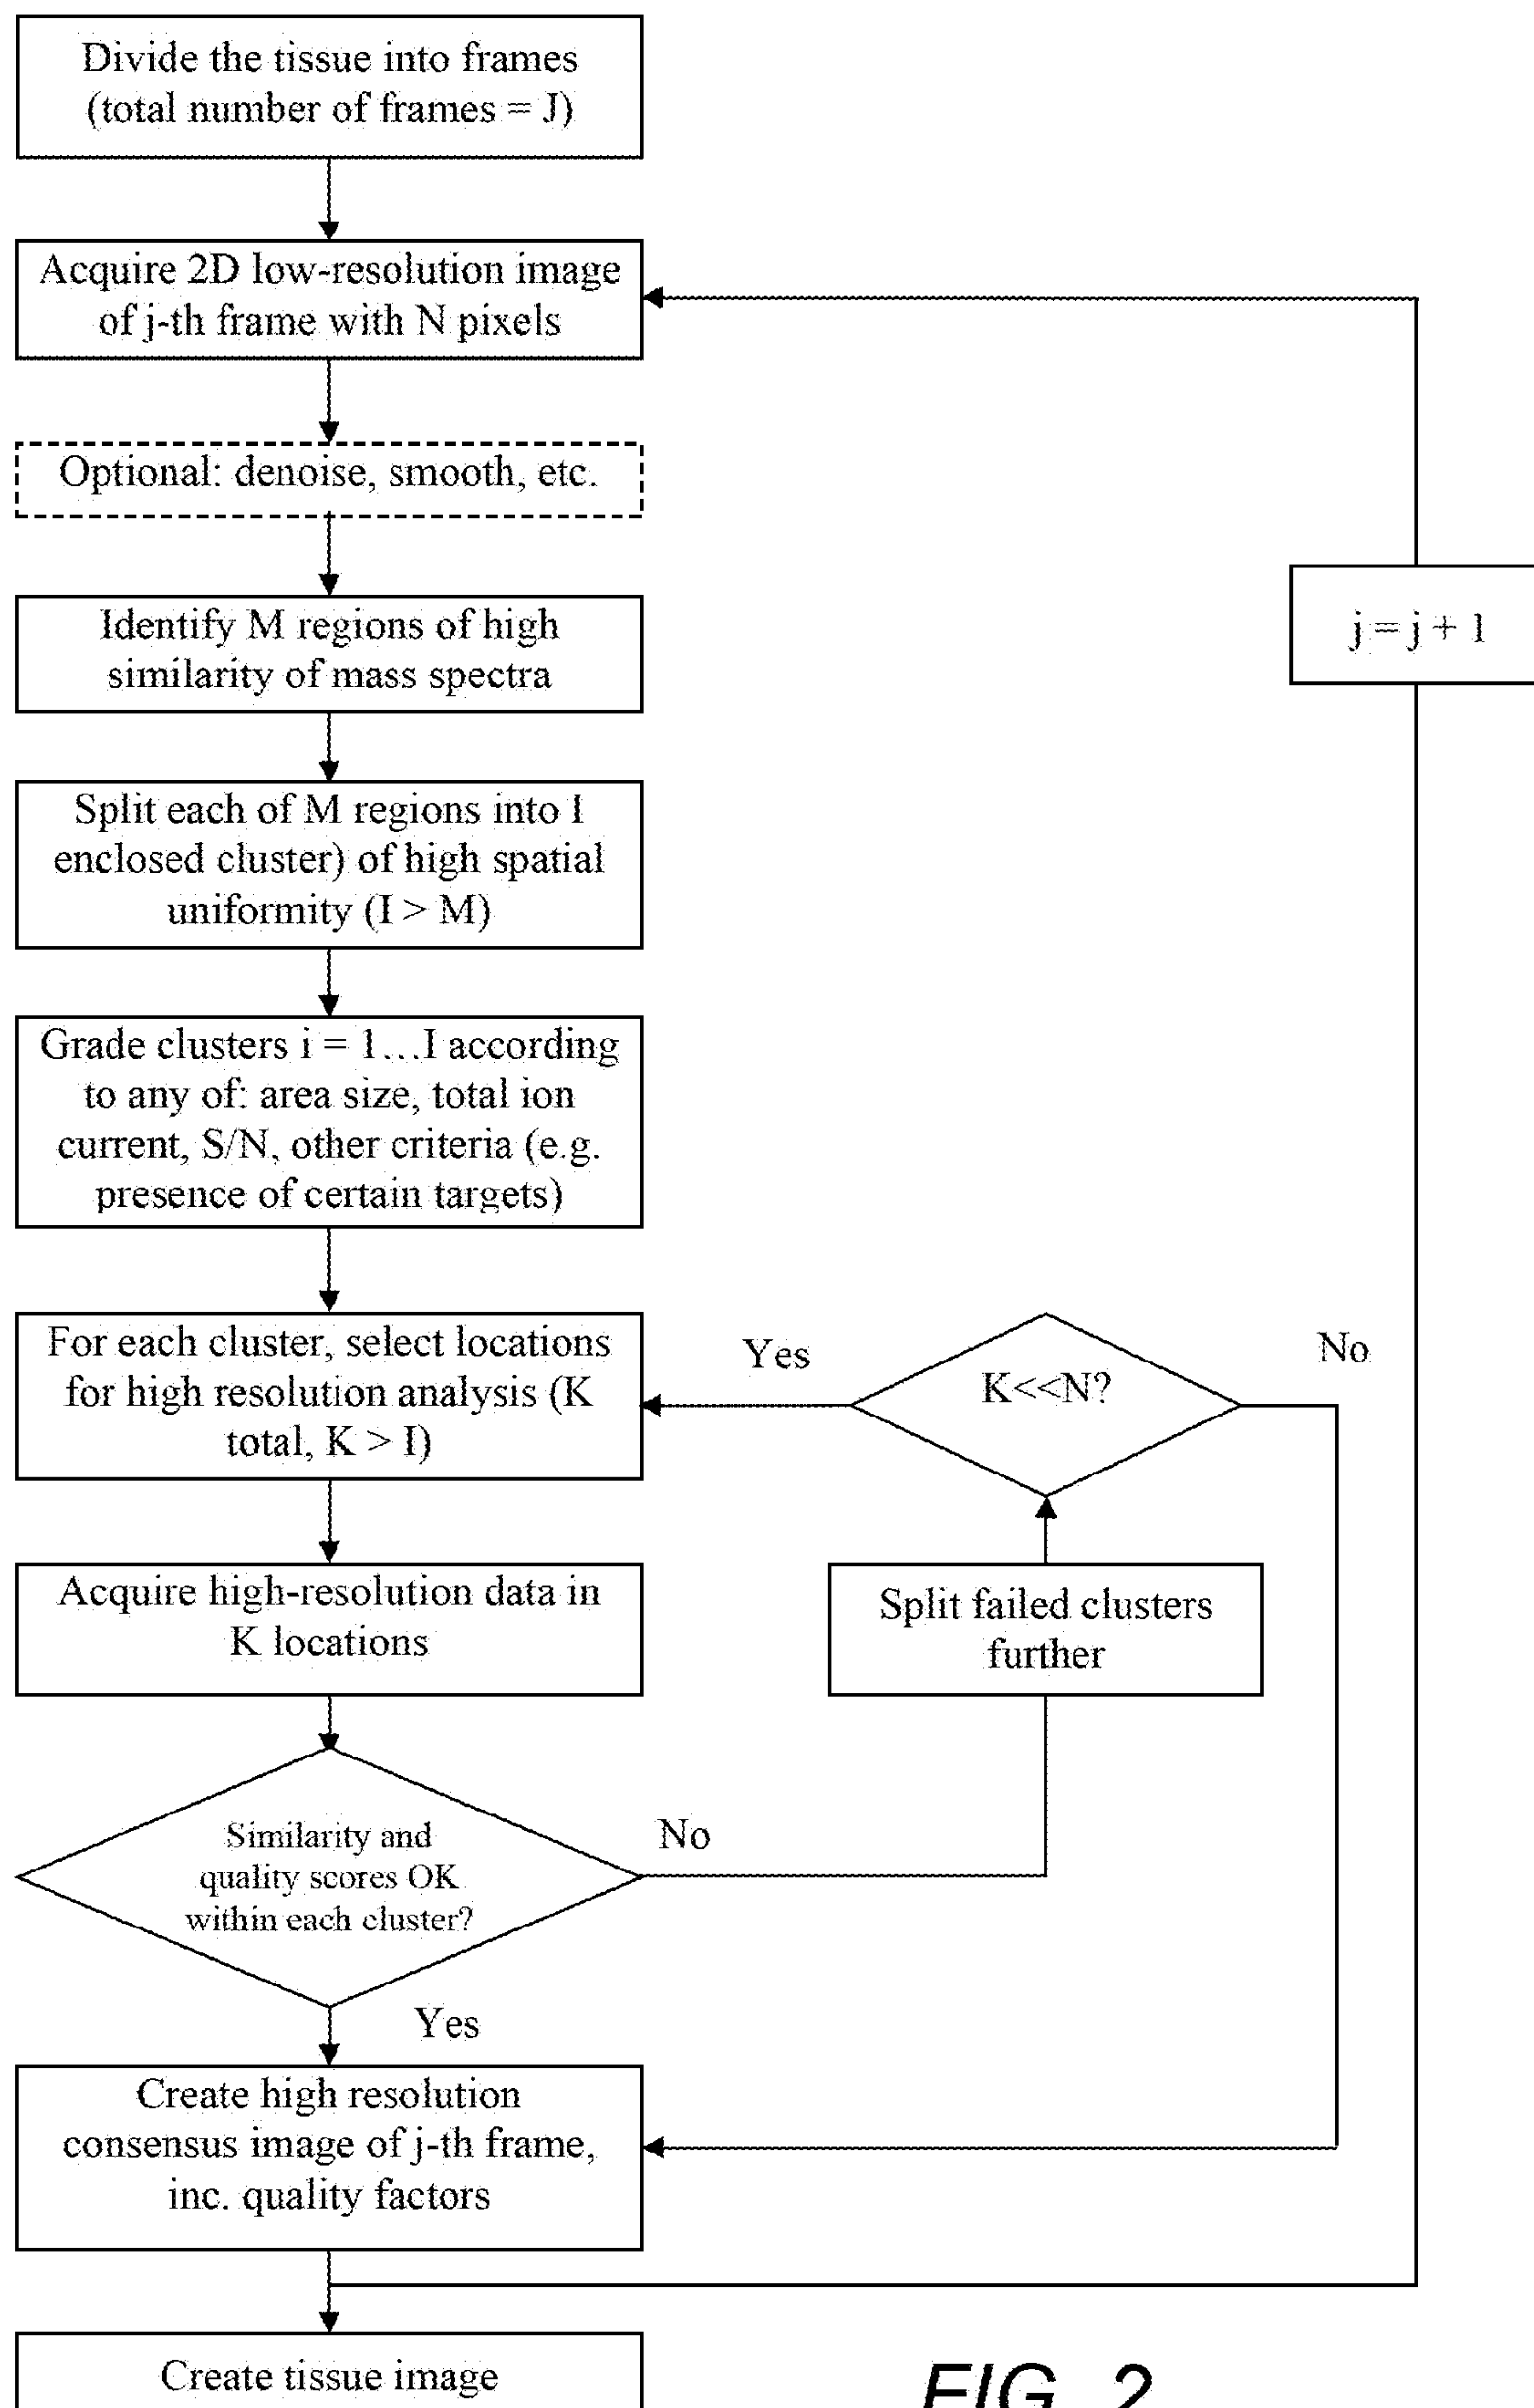 Divide the tissue into frames
(total number of frames = J)
Acquire 2D low-resolution image
of j-th frame with N pixels
Optional: denoise, smooth, etc.
Identify M regions of high
similarity of mass spectra
j = j + 1
Split each of M regions into I
enclosed cluster) of high spatial
uniformity (I > M)
Grade clusters i = 1...I according
to any of: area size, total ion
current, S/N, other criteria (e.g.
presence of certain targets)
For each cluster, select locations
for high resolution analysis (K
total, K > I)
Yes
K<<N?
No
Acquire high-resolution data in
K locations
Split failed clusters
further
Similarity and
quality scores OK
within each cluster?
No
Yes
Create high resolution
consensus image of j-th frame,
inc. quality factors
Create tissue image
FIG. 2